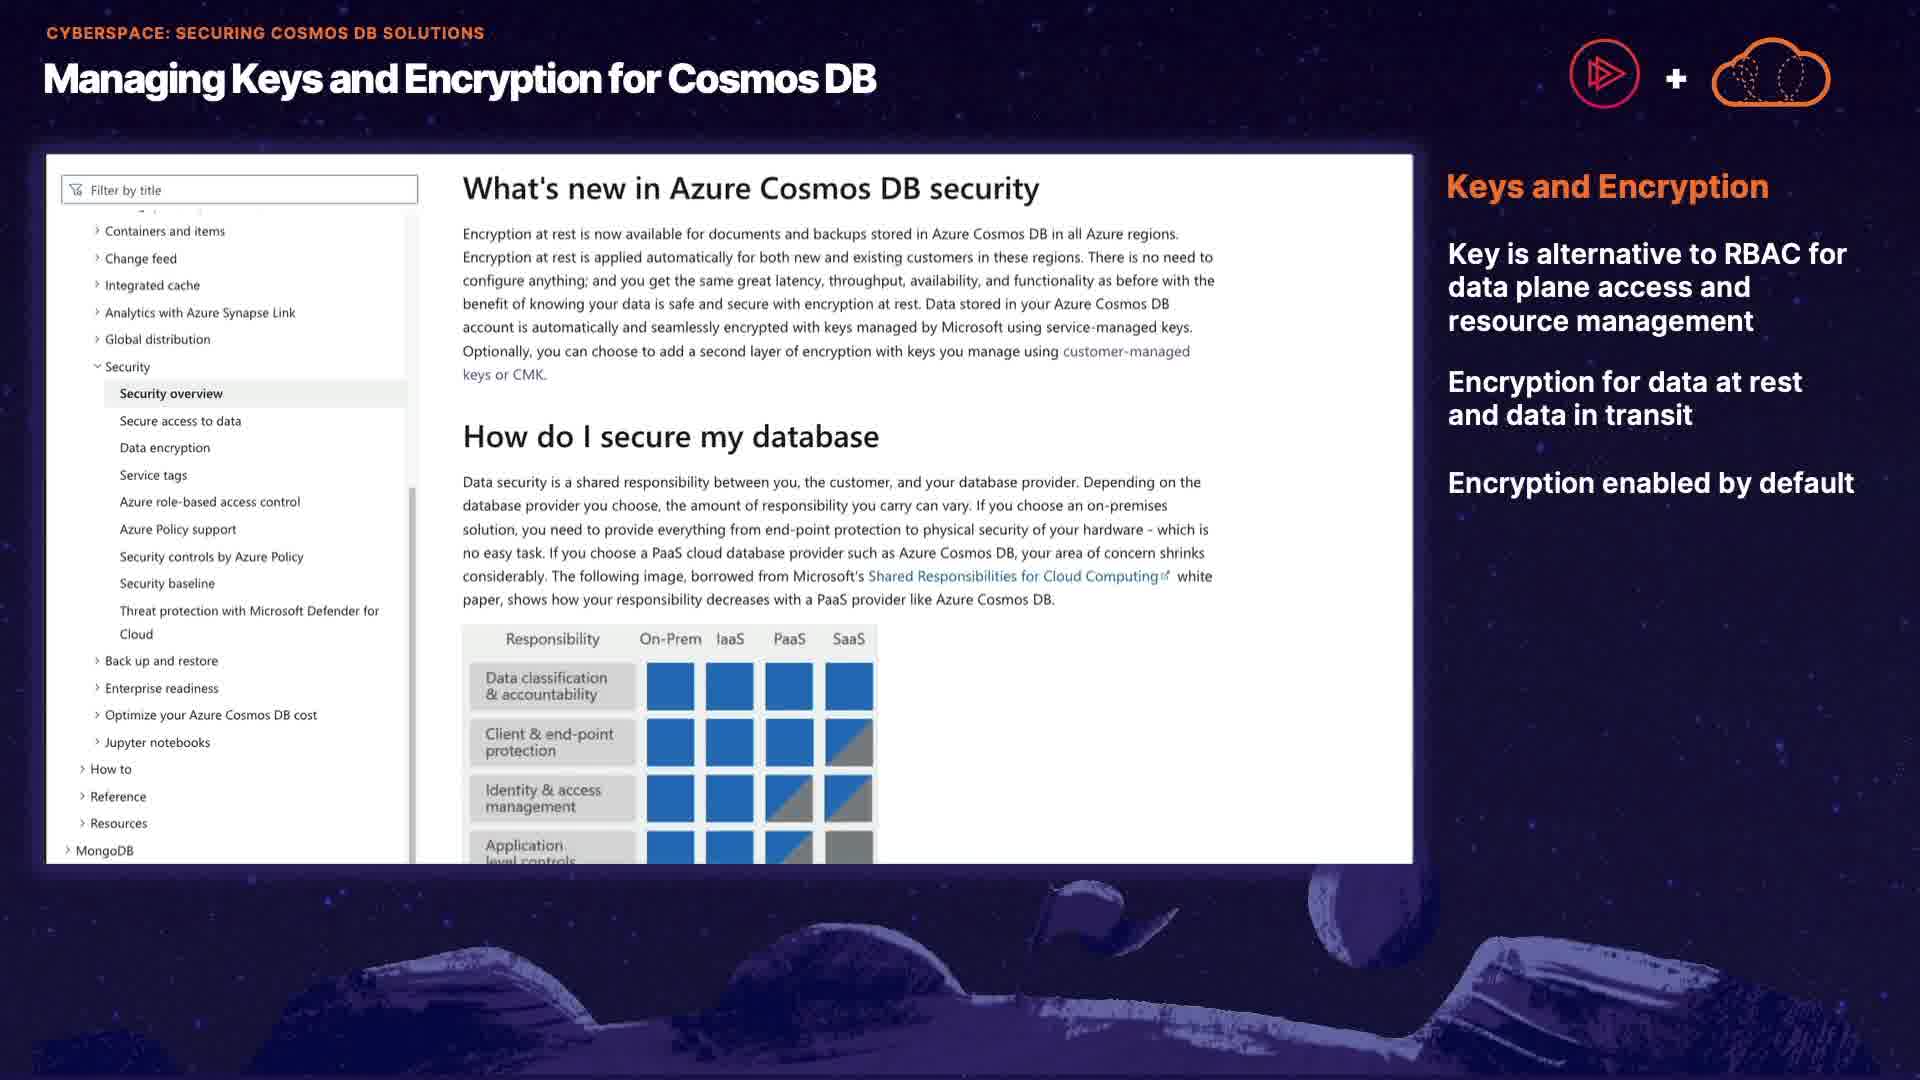 CYBERSPACE: SECURING COSMOS DB SOLUTIONS
Managing Keys and Encryption for Cosmos DB
Filter by title
Containers and items
Change feed
Integrated cache
Analytics with Azure Synapse Link
Global distribution
Security
Security overview
Secure access to data
Data encryption
Service tags
Azure role-based access control
Azure Policy support
Security controls by Azure Policy
Security baseline
Threat protection with Microsoft Defender for
Cloud
Back up and restore
Enterprise readiness
Optimize your Azure Cosmos DB cost
Jupyter notebooks
How to
Reference
Resources
MongoDB
What's new in Azure Cosmos DB security
Encryption at rest is now available for documents and backups stored in Azure Cosmos DB in all Azure regions.
Encryption at rest is applied automatically for both new and existing customers in these regions. There is no need to
configure anything; and you get the same great latency, throughput, availability, and functionality as before with the
benefit of knowing your data is safe and secure with encryption at rest. Data stored in your Azure Cosmos DB
account is automatically and seamlessly encrypted with keys managed by Microsoft using service-managed keys.
Optionally, you can choose to add a second layer of encryption with keys you manage using customer-managed
keys or CMK.
How do I secure my database
Data security is a shared responsibility between you, the customer, and your database provider. Depending on the
database provider you choose, the amount of responsibility you carry can vary. If you choose an on-premises
solution, you need to provide everything from end-point protection to physical security of your hardware - which is
no easy task. If you choose a PaaS cloud database provider such as Azure Cosmos DB, your area of concern shrinks
considerably. The following image, borrowed from Microsoft's Shared Responsibilities for Cloud Computing white
paper, shows how your responsibility decreases with a PaaS provider like Azure Cosmos DB.
Responsibility On-Prem IaaS PaaS SaaS
Data classification
& accountability
Client & end-point
protection
Identity & access
management
Application
level controls
Keys and Encryption
Key is alternative to RBAC for
data plane access and
resource management
Encryption for data at rest
and data in transit
Encryption enabled by default